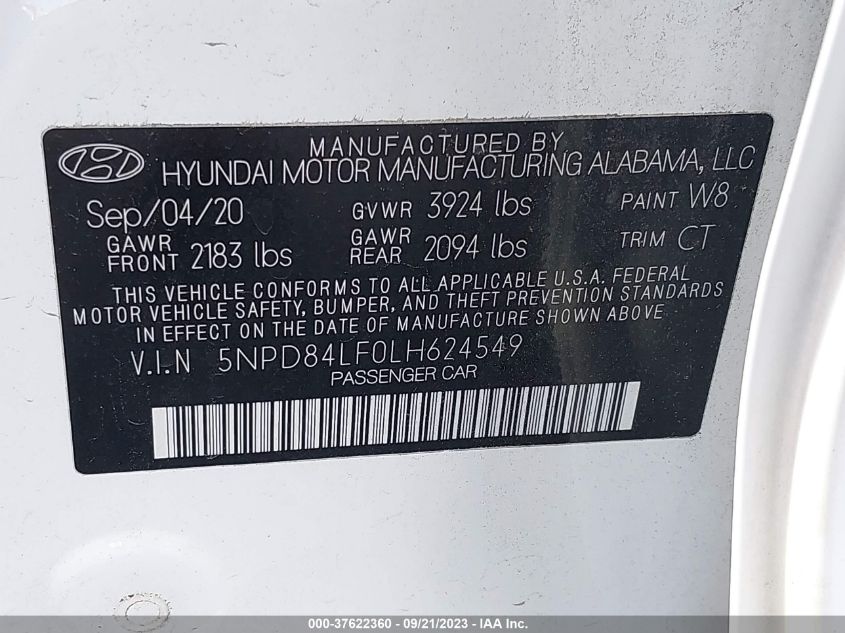 MANUFACTURED BY
HYUNDAI MOTOR MANUFACTURING ALABAMA, LLC
Sep/04/20 GVWR 3924 lbs PAINT W8
GAWR FRONT 2183 lbs GAWR REAR 2094 lbs TRIM CT
THIS VEHICLE CONFORMS TO ALL APPLICABLE U.S.A. FEDERAL
MOTOR VEHICLE SAFETY, BUMPER, AND THEFT PREVENTION STANDARDS
IN EFFECT ON THE DATE OF MANUFACTURE SHOWN ABOVE.
V.I.N 5NPD84LF0LH624549
PASSENGER CAR
000-37622360 - 09/21/2023 - © IAA, Inc.